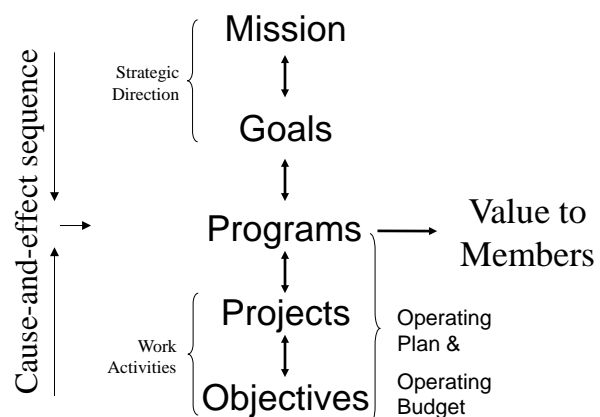 Mission
Strategic
Direction
Goals
Cause-and-effect sequence
Programs
Value to
Members
Projects
Operating
Plan &
Work
Activities
Objectives
Operating
Budget